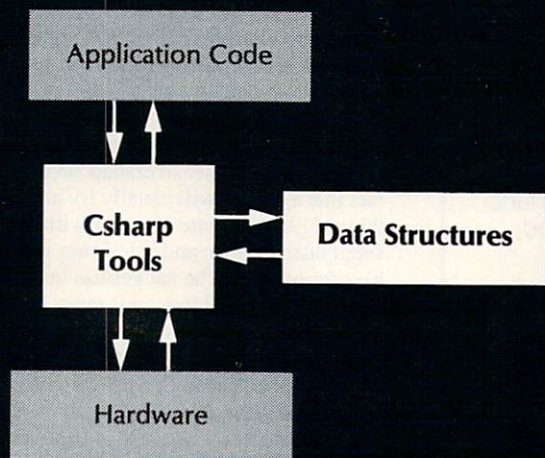 Application Code
Csharp
Tools
Data Structures
Hardware